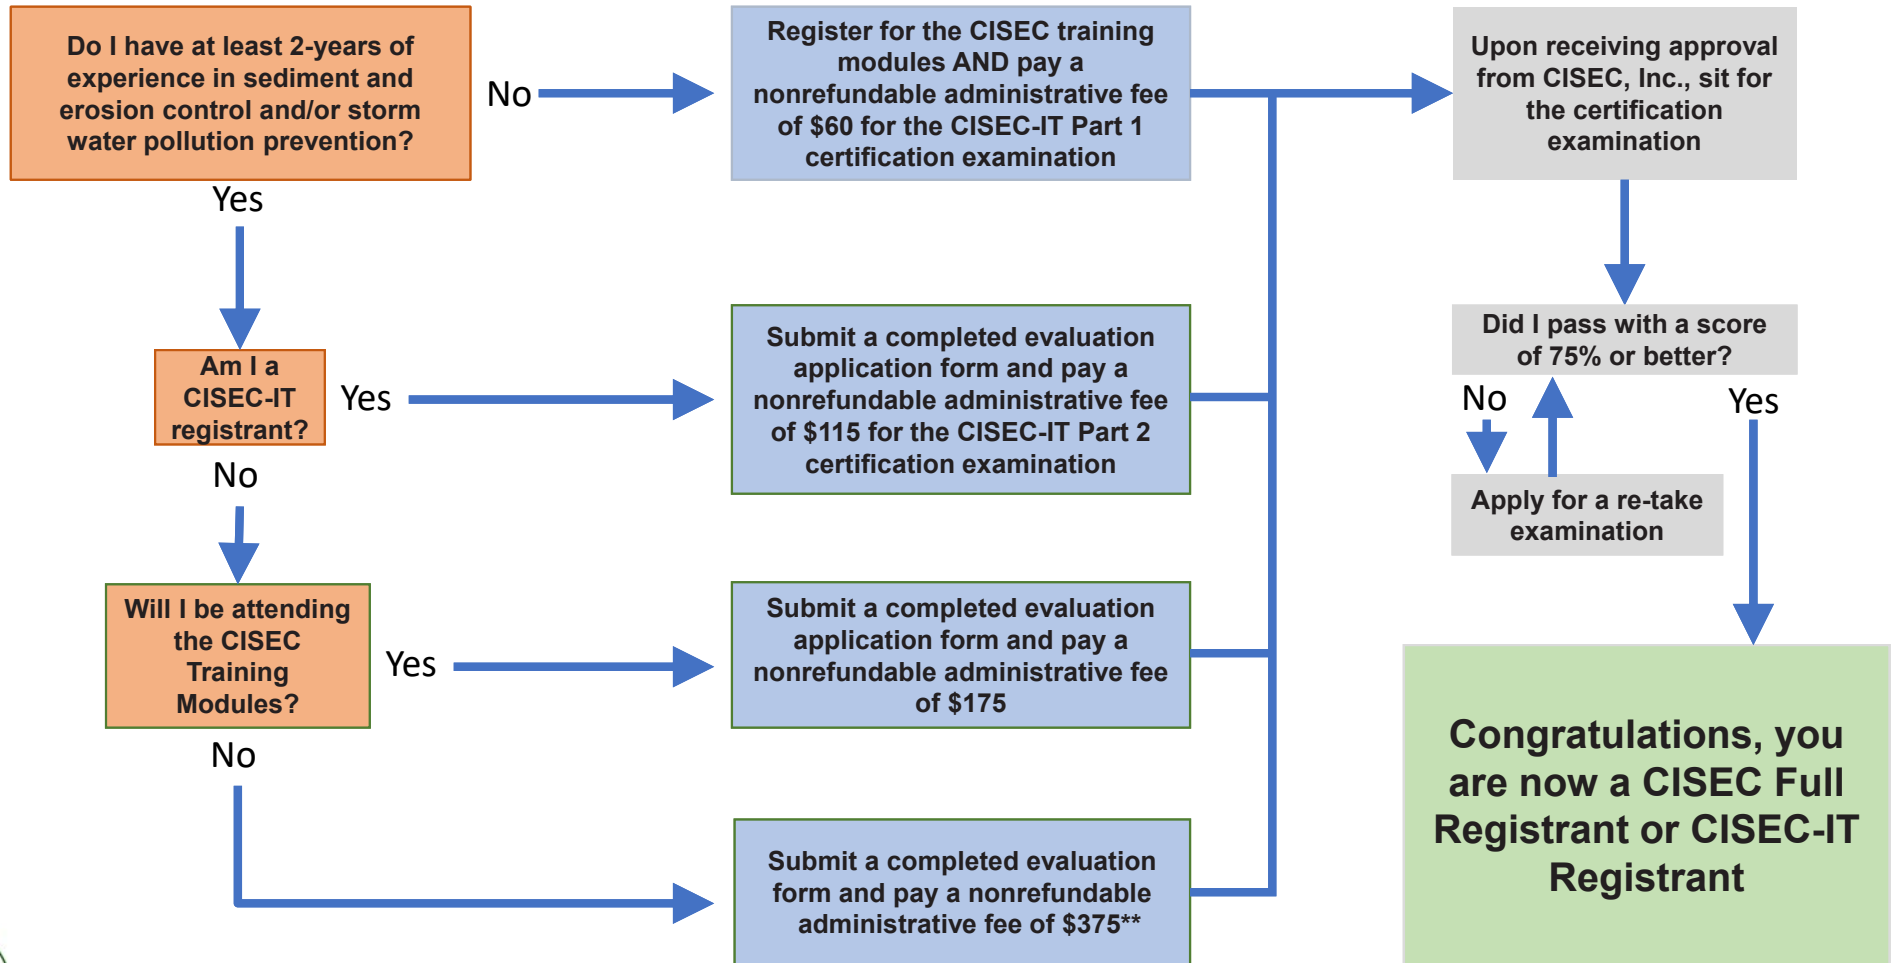 Do I have at least 2-years of
experience in sediment and
erosion control and/or storm
water pollution prevention?
No
Register for the CISEC training
modules AND pay a
nonrefundable administrative fee
of $60 for the CISEC-IT Part 1
certification examination
Upon receiving approval
from CISEC, Inc., sit for
the certification
examination
Yes
Am I a
CISEC-IT
registrant?
Yes
Submit a completed evaluation
application form and pay a
nonrefundable administrative fee
of $115 for the CISEC-IT Part 2
certification examination
Did I pass with a score
of 75% or better?
No
Yes
Apply for a re-take
examination
No
Will I be attending
the CISEC
Training
Modules?
Yes
Submit a completed evaluation
application form and pay a
nonrefundable administrative fee
of $175
No
Submit a completed evaluation
form and pay a nonrefundable
administrative fee of $375**
Congratulations, you
are now a CISEC Full
Registrant or CISEC-IT
Registrant